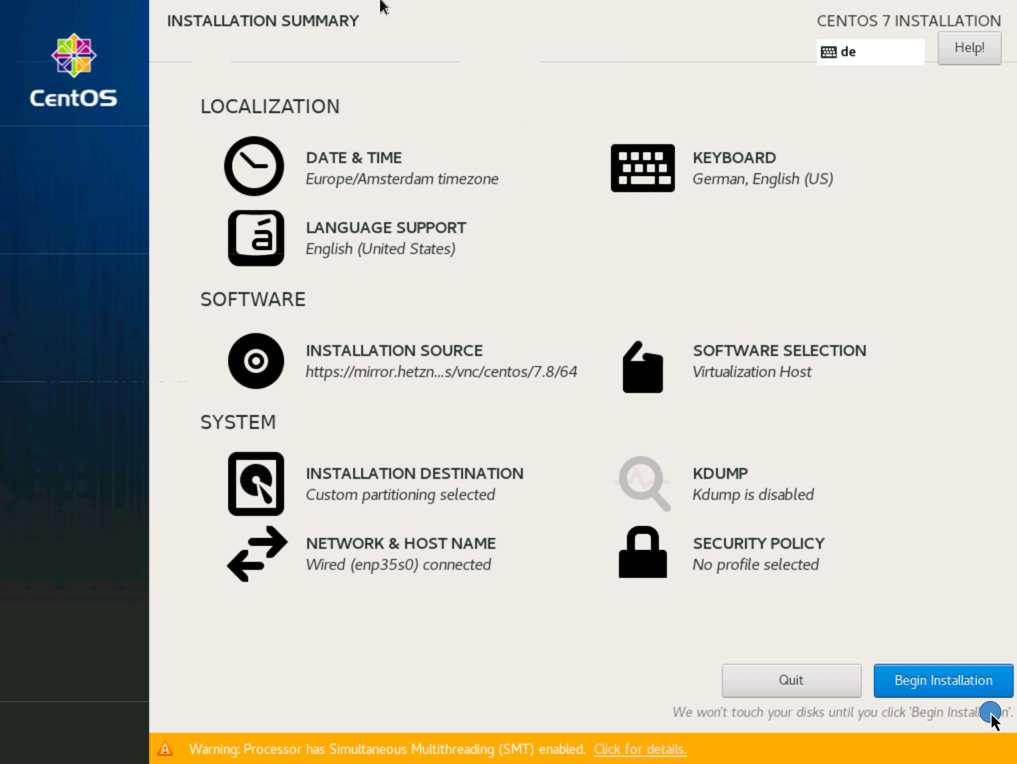 INSTALLATION SUMMARY
CENTOS 7 INSTALLATION
de
Help!
CentOS
LOCALIZATION
DATE & TIME
Europe/Amsterdam timezone
KEYBOARD
German, English (US)
LANGUAGE SUPPORT
English (United States)
á
SOFTWARE
INSTALLATION SOURCE
https://mirror.hetzn...s/vnc/centos/7.8/64
SOFTWARE SELECTION
Virtualization Host
SYSTEM
INSTALLATION DESTINATION
Custom partitioning selected
KDUMP
Kdump is disabled
NETWORK & HOST NAME
Wired (enp35s0) connected
SECURITY POLICY
No profile selected
Quit
Begin Installation
We won't touch your disks until you click 'Begin Installation'.
Warning: Processor has Simultaneous Multithreading (SMT) enabled. Click for details.